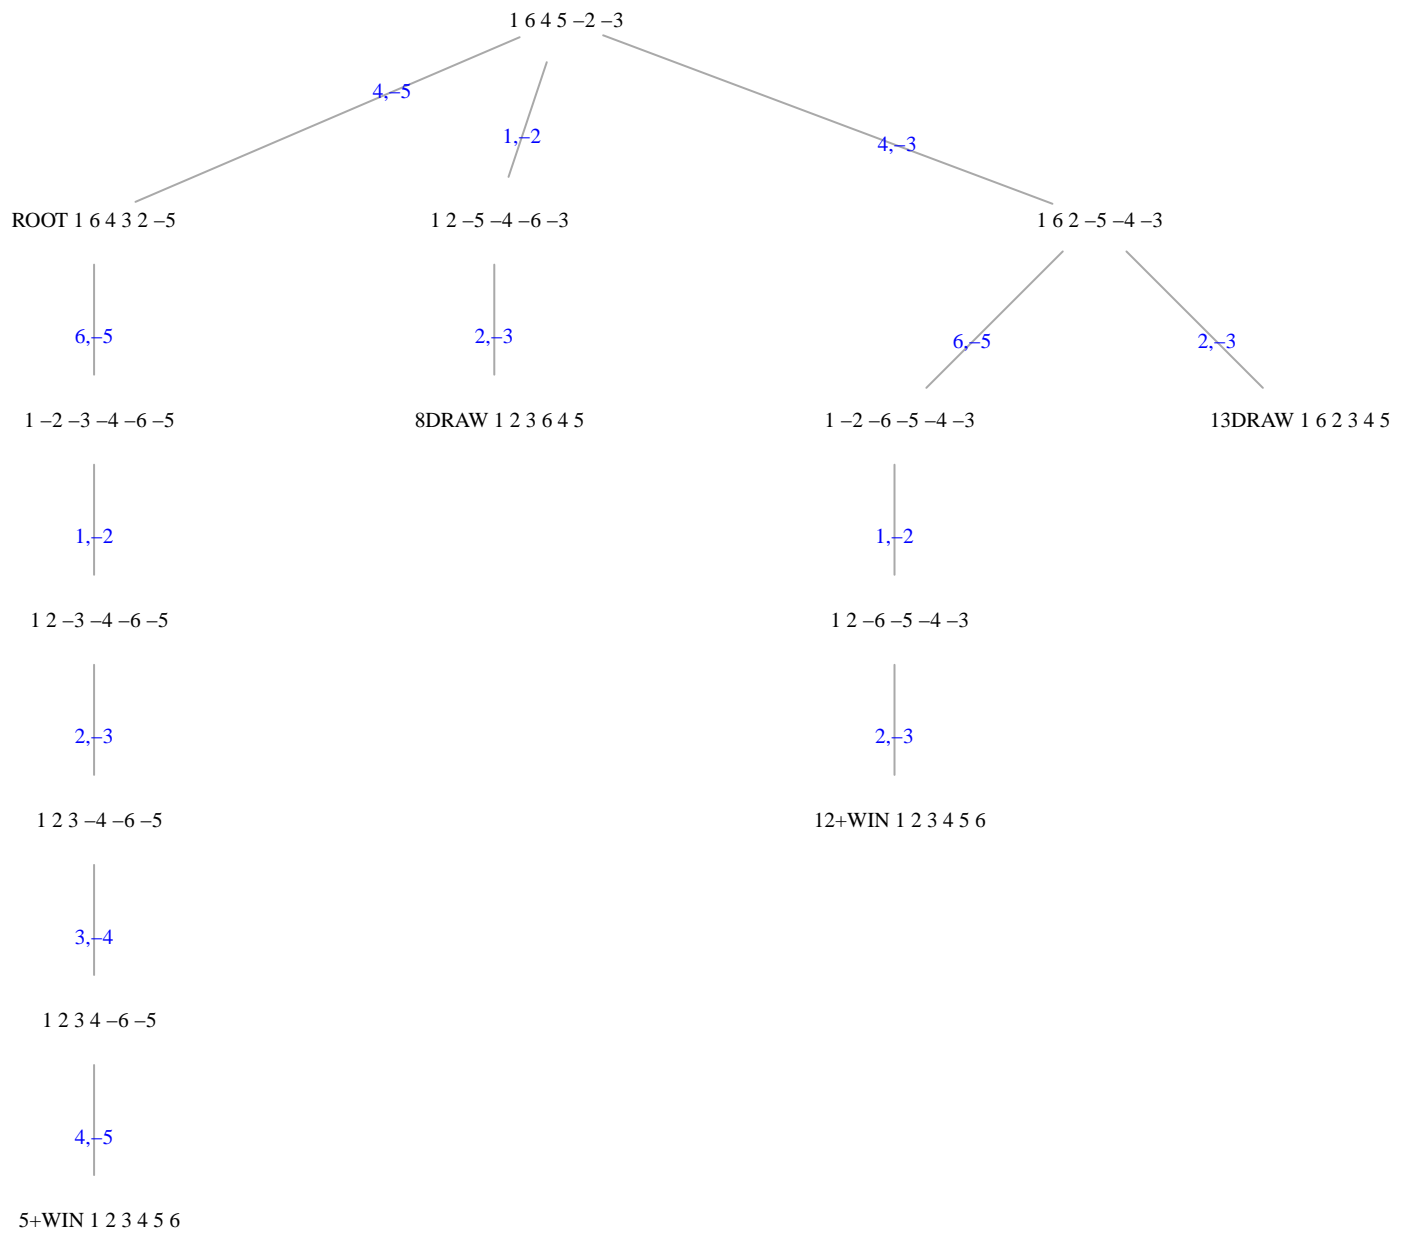 1 6 4 5 –2 –3
4,–5
1,–2
4,–3
ROOT 1 6 4 3 2 –5
1 2 –5 –4 –6 –3
1 6 2 –5 –4 –3
6,–5
2,–3
6,–5
2,–3
1 –2 –3 –4 –6 –5
8DRAW 1 2 3 6 4 5
1 –2 –6 –5 –4 –3
13DRAW 1 6 2 3 4 5
1,–2
1,–2
1 2 –3 –4 –6 –5
1 2 –6 –5 –4 –3
2,–3
2,–3
1 2 3 –4 –6 –5
12+WIN 1 2 3 4 5 6
3,–4
1 2 3 4 –6 –5
4,–5
5+WIN 1 2 3 4 5 6